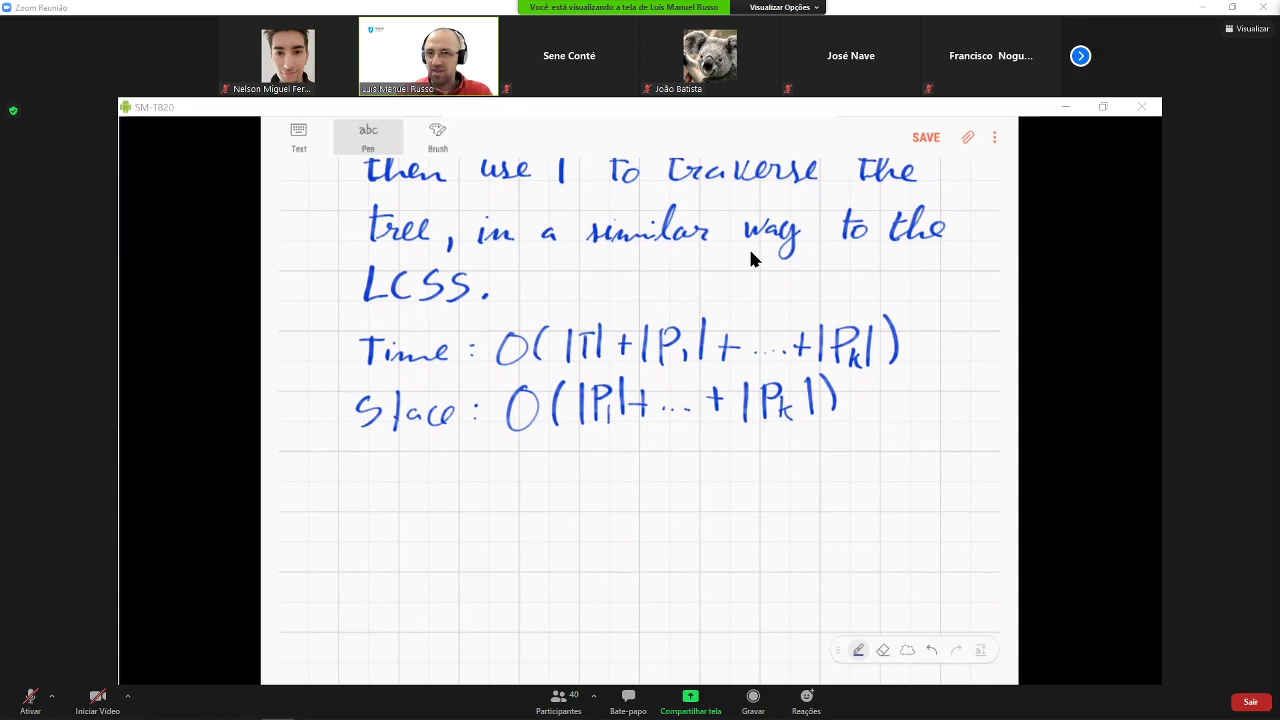 Zoom Reunião
Você está visualizando a tela de Luís Manuel Russo
Visualizar Opções
Visualizar
Nelson Miguel Fer...
Luís Manuel Russo
Sene Conté
João Batista
José Nave
Francisco Nogu...
SM-T820
Text
abc
Pen
Brush
SAVE
then use T to traverse the
tree, in a similar way to the
LCSS.
Time : O( |T| + |P1| + .... + |Pk| )
Space : O( |P1| + ... + |Pk| )
Ativar
Iniciar Vídeo
40
Participantes
Bate-papo
Compartilhar tela
Gravar
Reações
Sair